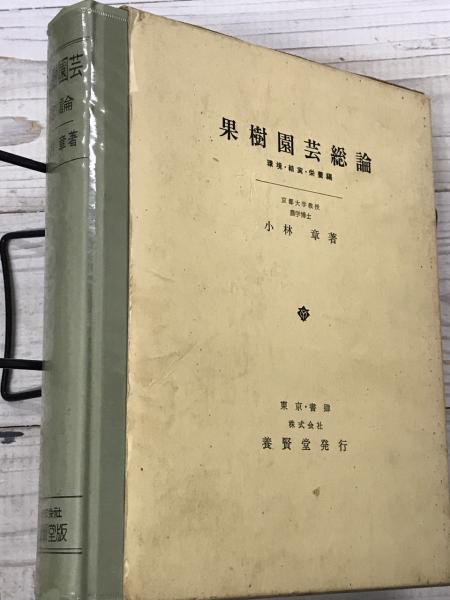 果樹園芸総論
環境・結実・栄養編
京都大学教授
農学博士
小林 章著
東京・書肆
株式会社
養賢堂発行
園芸
論
章著
会社
堂版